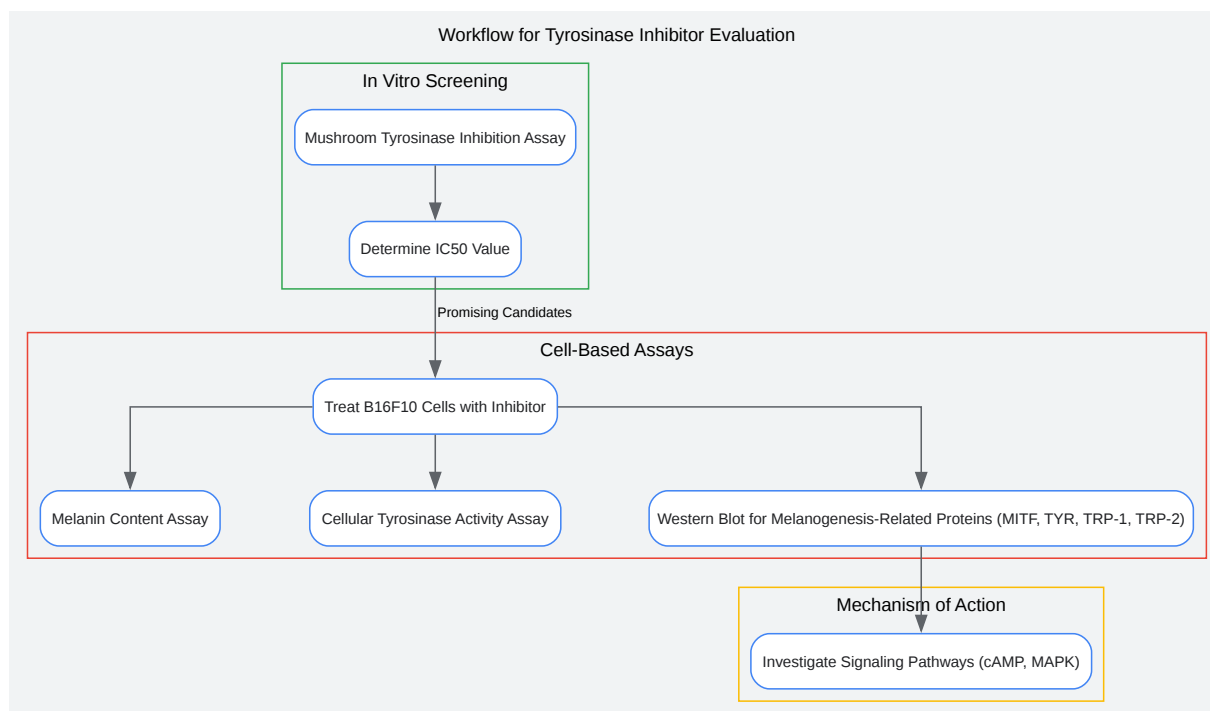 Workflow for Tyrosinase Inhibitor Evaluation
In Vitro Screening
Mushroom Tyrosinase Inhibition Assay
Determine IC50 Value
Promising Candidates
Cell-Based Assays
Treat B16F10 Cells with Inhibitor
Melanin Content Assay
Cellular Tyrosinase Activity Assay
Western Blot for Melanogenesis-Related Proteins (MITF, TYR, TRP-1, TRP-2)
Mechanism of Action
Investigate Signaling Pathways (cAMP, MAPK)